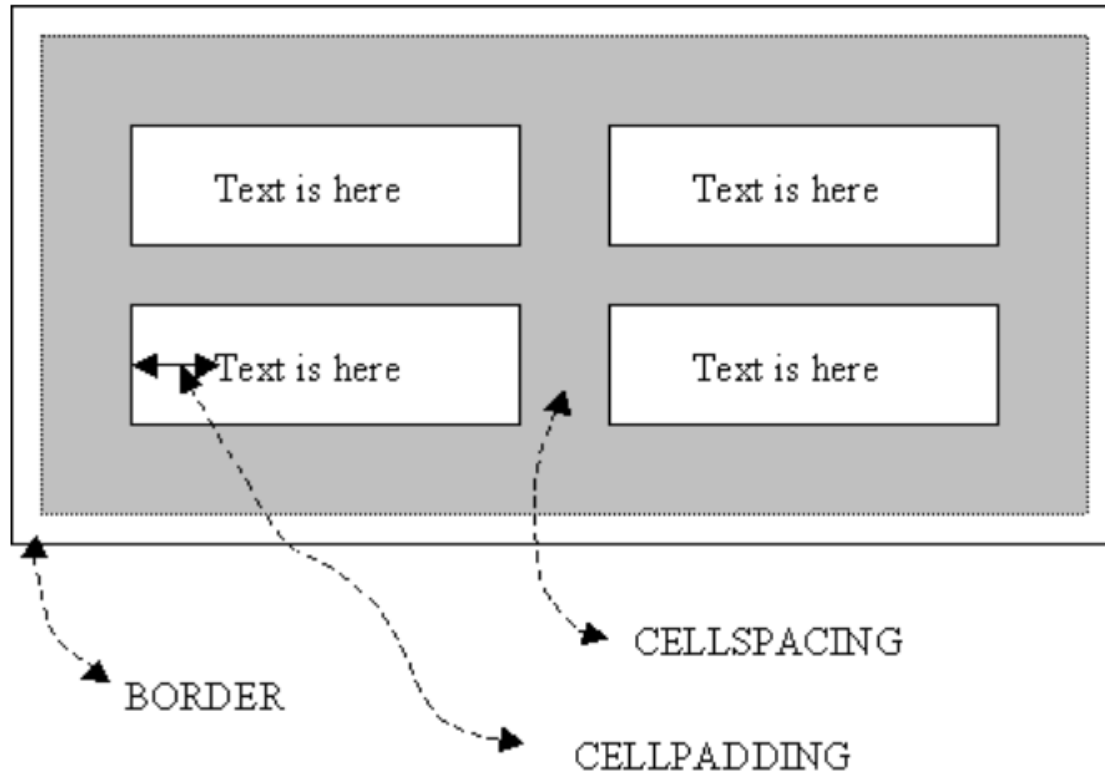 Text is here Text is here
Text is here Text is here
CELLSPACING
BORDER
CELLPADDING